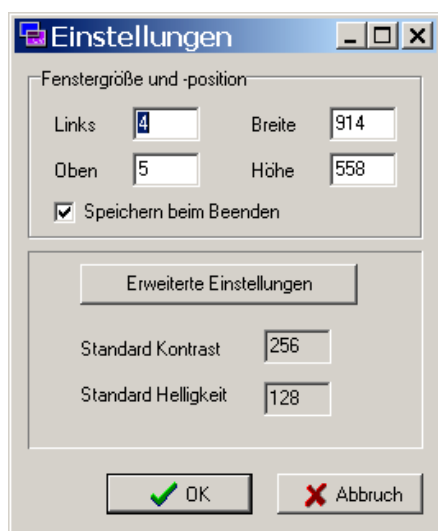 Einstellungen
Fenstergröße und -position
Links 4 Breite 914
Oben 5 Höhe 558
Speichern beim Beenden
Erweiterte Einstellungen
Standard Kontrast 256
Standard Helligkeit 128
OK Abbruch